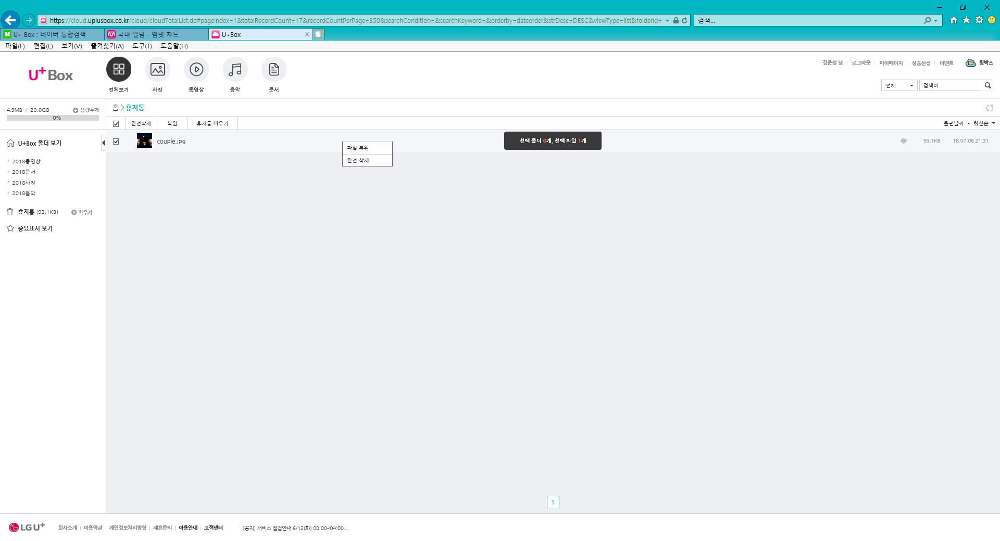 https://cloud.uplusbox.co.kr/cloud/cloudTotalList.do#pageIndex=1&totalRecordCount=17&recordCountPerPage=350&searchCondition=&searchKeyword=&orderby=dateorder&strDesc=DESC&viewType=list&folderId=
검색...
U+ Box : 네이버 통합검색
국내 앨범 - 엠넷 차트
U+Box
파일(F) 편집(E) 보기(V) 즐겨찾기(A) 도구(T) 도움말(H)
U+ Box
전체보기 사진 동영상 음악 문서
김준성 님 로그아웃 마이페이지 상품신청 이벤트 팀박스
전체 검색어
4.9MB / 20.0GB 용량추가
0%
홈 > 휴지통
완전삭제 복원 휴지통 비우기
올린날짜 - 최신순
U+Box 폴더 보기
couple.jpg
선택 폴더 0개, 선택 파일 1개
93.1KB 18.07.06 21:31
파일 복원
완전 삭제
2018동영상
2018문서
2018사진
2018음악
휴지통 (93.1KB) 비우기
중요표시 보기
1
LG U+ 회사소개 이용약관 개인정보처리방침 제휴문의 이용안내 고객센터 · [공지] 서비스 점검안내 6/12(화) 00:00~04:00...